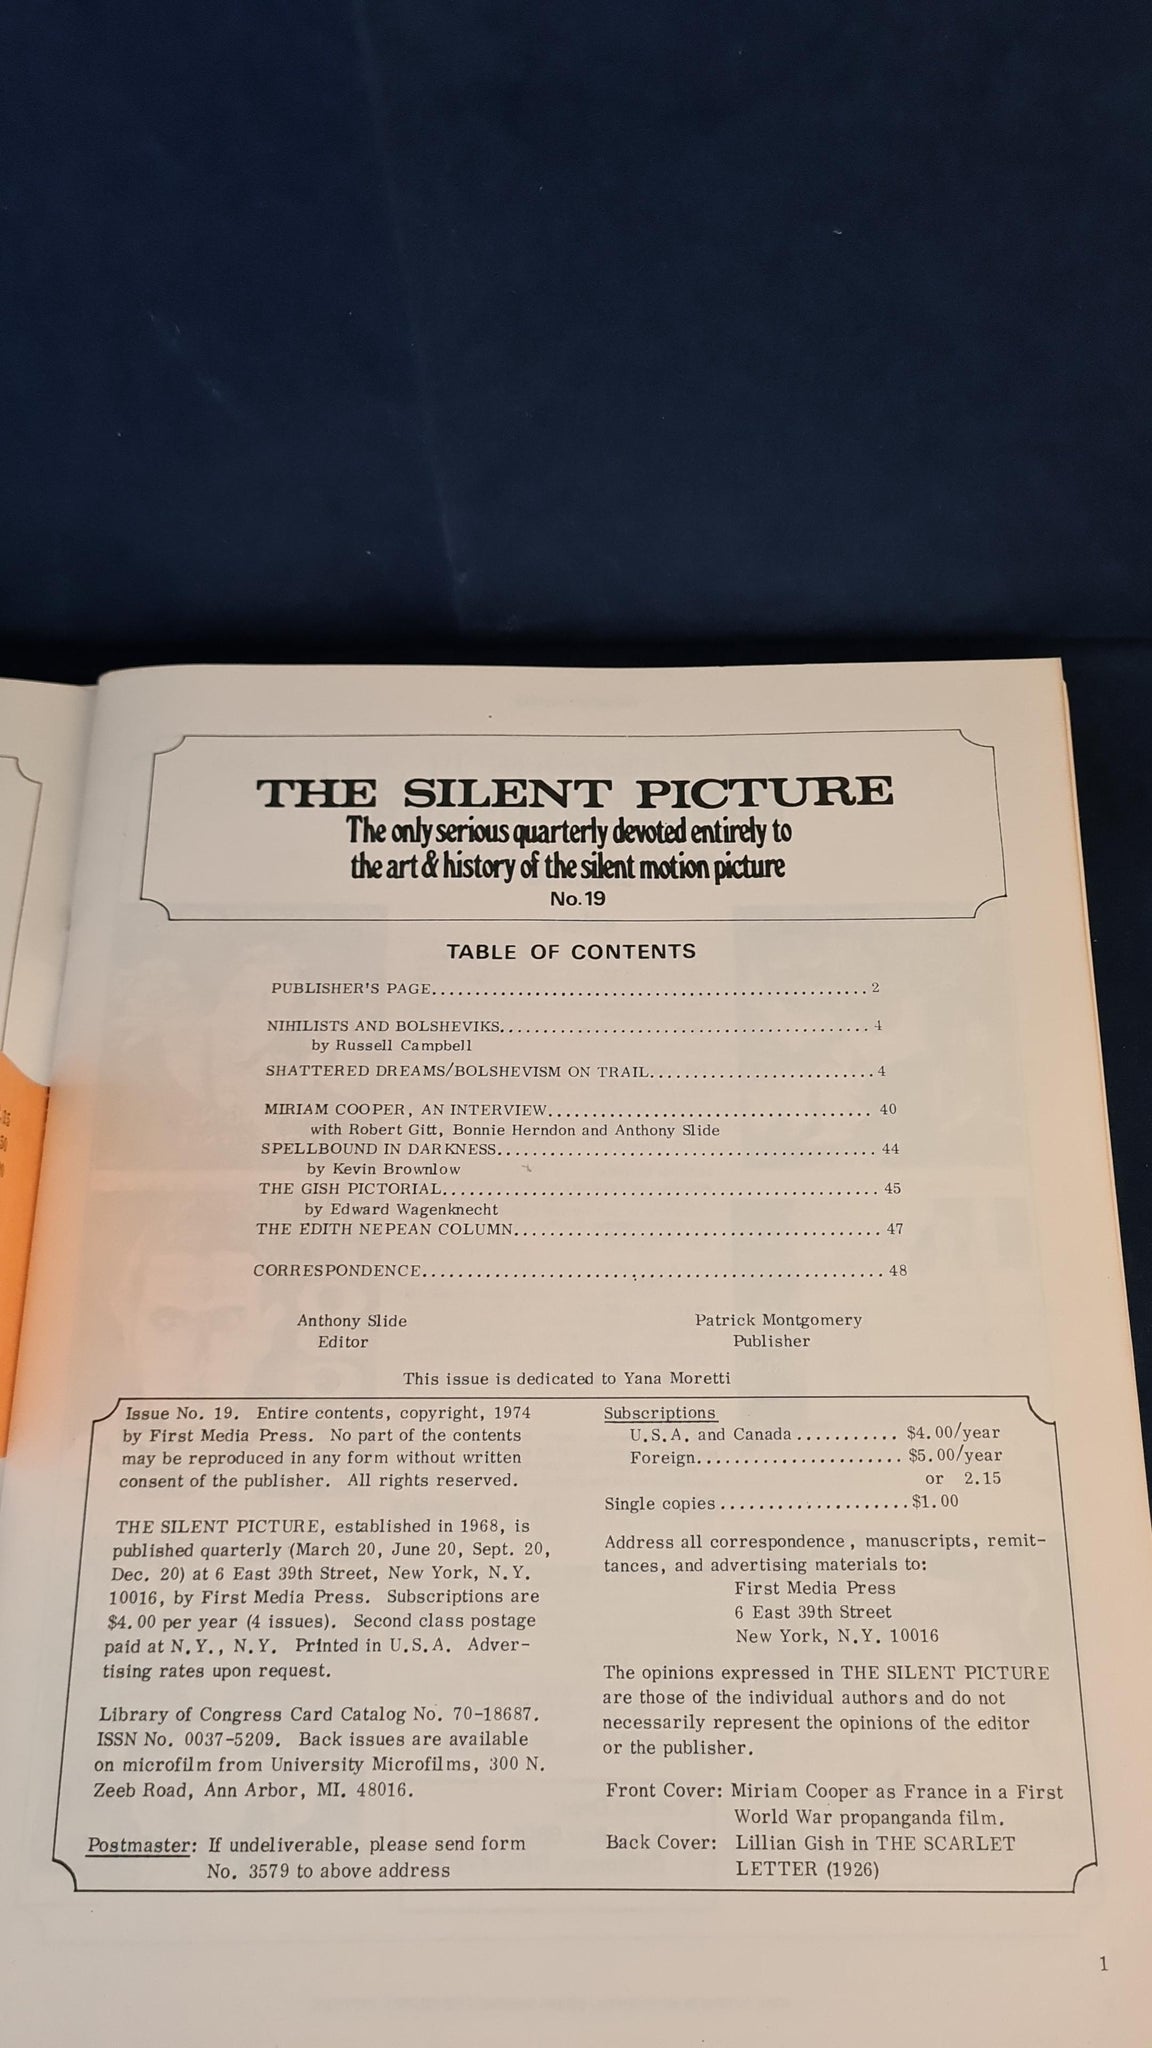 THE SILENT PICTURE
The only serious quarterly devoted entirely to
the art & history of the silent motion picture
No. 19
TABLE OF CONTENTS
PUBLISHER'S PAGE..................................................... 2
NIHILISTS AND BOLSHEVIKS............................................ 4
by Russell Campbell
SHATTERED DREAMS/BOLSHEVISM ON TRAIL........................... 4
MIRIAM COOPER, AN INTERVIEW....................................... 40
with Robert Gitt, Bonnie Herndon and Anthony Slide
SPELLBOUND IN DARKNESS.............................................. 44
by Kevin Brownlow
THE GISH PICTORIAL..................................................... 45
by Edward Wagenknecht
THE EDITH NEPEAN COLUMN............................................ 47
CORRESPONDENCE........................................................ 48
Anthony Slide
Editor
Patrick Montgomery
Publisher
This issue is dedicated to Yana Moretti
Issue No. 19. Entire contents, copyright, 1974
by First Media Press. No part of the contents
may be reproduced in any form without written
consent of the publisher. All rights reserved.
THE SILENT PICTURE, established in 1968, is
published quarterly (March 20, June 20, Sept. 20,
Dec. 20) at 6 East 39th Street, New York, N.Y.
10016, by First Media Press. Subscriptions are
$4.00 per year (4 issues). Second class postage
paid at N.Y., N.Y. Printed in U.S.A. Adver-
tising rates upon request.
Library of Congress Card Catalog No. 70-18687.
ISSN No. 0037-5209. Back issues are available
on microfilm from University Microfilms, 300 N.
Zeeb Road, Ann Arbor, MI. 48016.
Postmaster: If undeliverable, please send form
No. 3579 to above address
Subscriptions
U.S.A. and Canada ........... $4.00/year
Foreign...................... $5.00/year
or 2.15
Single copies.................... $1.00
Address all correspondence, manuscripts, remit-
tances, and advertising materials to:
First Media Press
6 East 39th Street
New York, N.Y. 10016
The opinions expressed in THE SILENT PICTURE
are those of the individual authors and do not
necessarily represent the opinions of the editor
or the publisher.
Front Cover: Miriam Cooper as France in a First
World War propanganda film.
Back Cover: Lillian Gish in THE SCARLET
LETTER (1926)
1